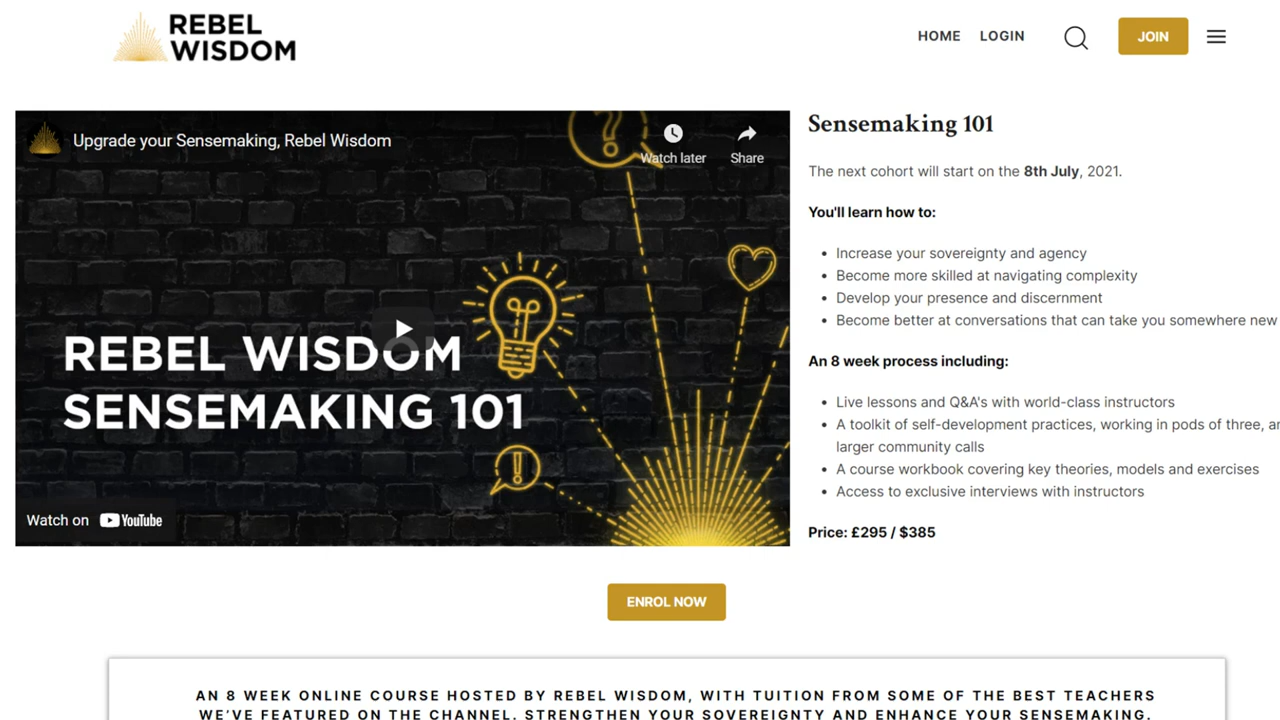 REBEL
WISDOM
HOME
LOGIN
JOIN
Upgrade your Sensemaking, Rebel Wisdom
Watch later
Share
REBEL WISDOM
SENSEMAKING 101
Watch on YouTube
Sensemaking 101
The next cohort will start on the 8th July, 2021.
You'll learn how to:
• Increase your sovereignty and agency
• Become more skilled at navigating complexity
• Develop your presence and discernment
• Become better at conversations that can take you somewhere new
An 8 week process including:
• Live lessons and Q&A's with world-class instructors
• A toolkit of self-development practices, working in pods of three,
larger community calls
• A course workbook covering key theories, models and exercises
• Access to exclusive interviews with instructors
Price: £295 / $385
ENROL NOW
AN 8 WEEK ONLINE COURSE HOSTED BY REBEL WISDOM, WITH TUITION FROM SOME OF THE BEST TEACHERS
WE'VE FEATURED ON THE CHANNEL. STRENGTHEN YOUR SOVEREIGNTY AND ENHANCE YOUR SENSEMAKING.